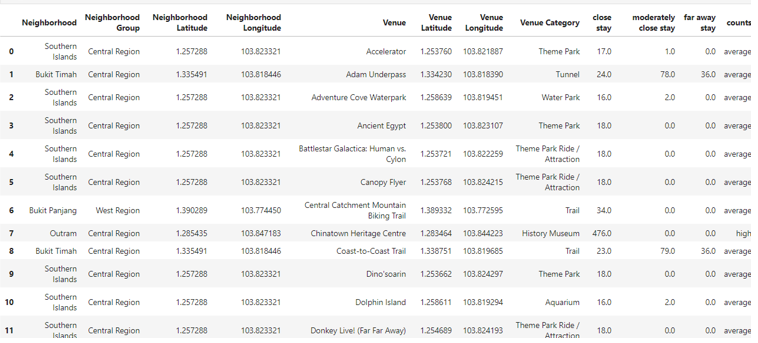 Neighborhood Neighborhood Group Neighborhood Latitude Neighborhood Longitude Venue Venue Latitude Venue Longitude Venue Category close stay moderately close stay far away stay counts
0 Southern Islands Central Region 1.257288 103.823321 Accelerator 1.253760 103.821887 Theme Park 17.0 1.0 0.0 average
1 Bukit Timah Central Region 1.335491 103.818446 Adam Underpass 1.334230 103.818390 Tunnel 24.0 78.0 36.0 average
2 Southern Islands Central Region 1.257288 103.823321 Adventure Cove Waterpark 1.258639 103.819451 Water Park 16.0 2.0 0.0 average
3 Southern Islands Central Region 1.257288 103.823321 Ancient Egypt 1.253800 103.823107 Theme Park 18.0 0.0 0.0 average
4 Southern Islands Central Region 1.257288 103.823321 Battlestar Galactica: Human vs. Cylon 1.253721 103.822259 Theme Park Ride / Attraction 18.0 0.0 0.0 average
5 Southern Islands Central Region 1.257288 103.823321 Canopy Flyer 1.253768 103.824215 Theme Park Ride / Attraction 18.0 0.0 0.0 average
6 Bukit Panjang West Region 1.390289 103.774450 Central Catchment Mountain Biking Trail 1.389332 103.772595 Trail 34.0 0.0 0.0 average
7 Outram Central Region 1.285435 103.847183 Chinatown Heritage Centre 1.283464 103.844223 History Museum 476.0 0.0 0.0 high
8 Bukit Timah Central Region 1.335491 103.818446 Coast-to-Coast Trail 1.338751 103.819685 Trail 23.0 79.0 36.0 average
9 Southern Islands Central Region 1.257288 103.823321 Dino'soarin 1.253662 103.824297 Theme Park 18.0 0.0 0.0 average
10 Southern Islands Central Region 1.257288 103.823321 Dolphin Island 1.258611 103.819294 Aquarium 16.0 2.0 0.0 average
11 Southern Islands Central Region 1.257288 103.823321 Donkey Live! (Far Far Away) 1.254689 103.824193 Theme Park Ride / Attraction 18.0 0.0 0.0 average